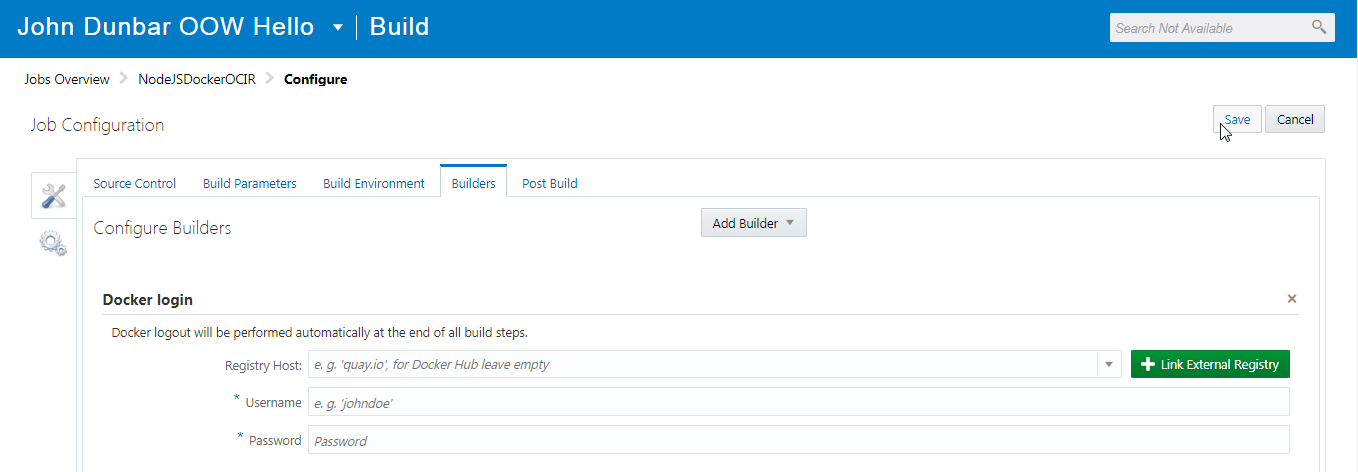 John Dunbar OOW Hello Build
Search Not Available
Jobs Overview NodeJSDockerOCIR Configure
Job Configuration
Save Cancel
Source Control Build Parameters Build Environment Builders Post Build
Configure Builders Add Builder
Docker login
Docker logout will be performed automatically at the end of all build steps.
Registry Host: e. g. 'quay.io', for Docker Hub leave empty Link External Registry
* Username e. g. 'johndoe'
* Password Password